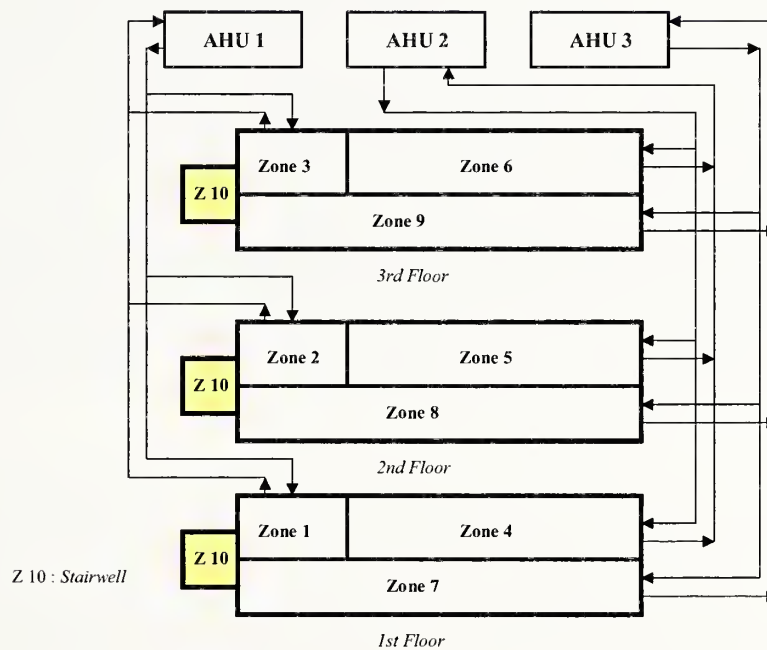 AHU 1
AHU 2
AHU 3
Zone 3
Zone 6
Z 10
Zone 9
3rd Floor
Zone 2
Zone 5
Z 10
Zone 8
2nd Floor
Zone 1
Zone 4
Z 10
Zone 7
Z 10 : Stairwell
1st Floor